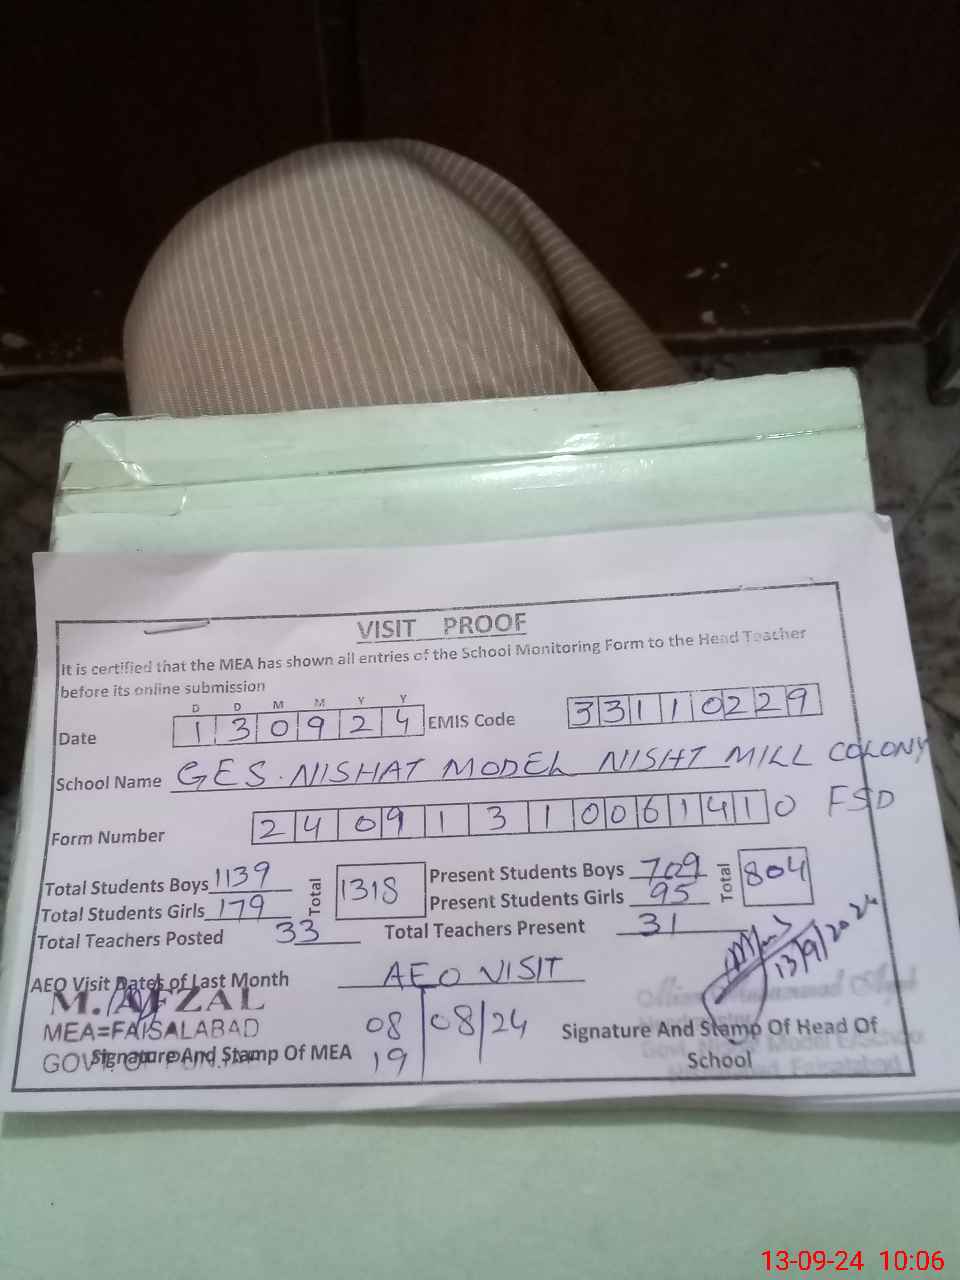 VISIT PROOF
It is certified that the MEA has shown all entries of the School Monitoring Form to the Head Teacher
before its online submission
D D M M Y Y
Date 1 3 0 9 2 4 EMIS Code 3 3 1 1 0 2 2 9
School Name GES. NISHAT MODEL NISHT MILL COLONY
FSD
Form Number 2 4 0 9 1 3 1 0 0 6 1 4 1 0
Total Students Boys 1139 Total 1318 Present Students Boys 709 Total 804
Total Students Girls 179 Present Students Girls 95
Total Teachers Posted 33 Total Teachers Present 31
13/9/2024
AEO Visit Dates of Last Month AEO VISIT
M. AFZAL
MEA=FAISALABAD
GOVT. OF
Signature And Stamp Of MEA
08 08/24
19
Signature And Stamp Of Head Of
School
13-09-24 10:06